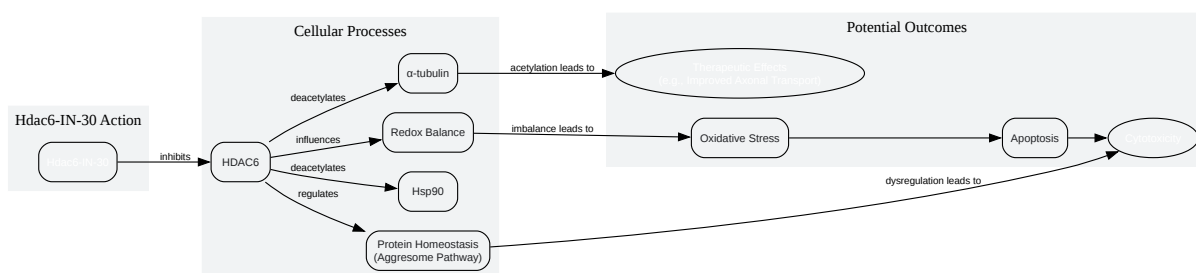 Hdac6-IN-30 Action
Hdac6-IN-30
inhibits
Cellular Processes
HDAC6
deacetylates
influences
deacetylates
regulates
α-tubulin
Redox Balance
Hsp90
Protein Homeostasis
(Aggresome Pathway)
acetylation leads to
imbalance leads to
dysregulation leads to
Potential Outcomes
Therapeutic Effects
(e.g., Improved Axonal Transport)
Oxidative Stress
Apoptosis
Cytotoxicity